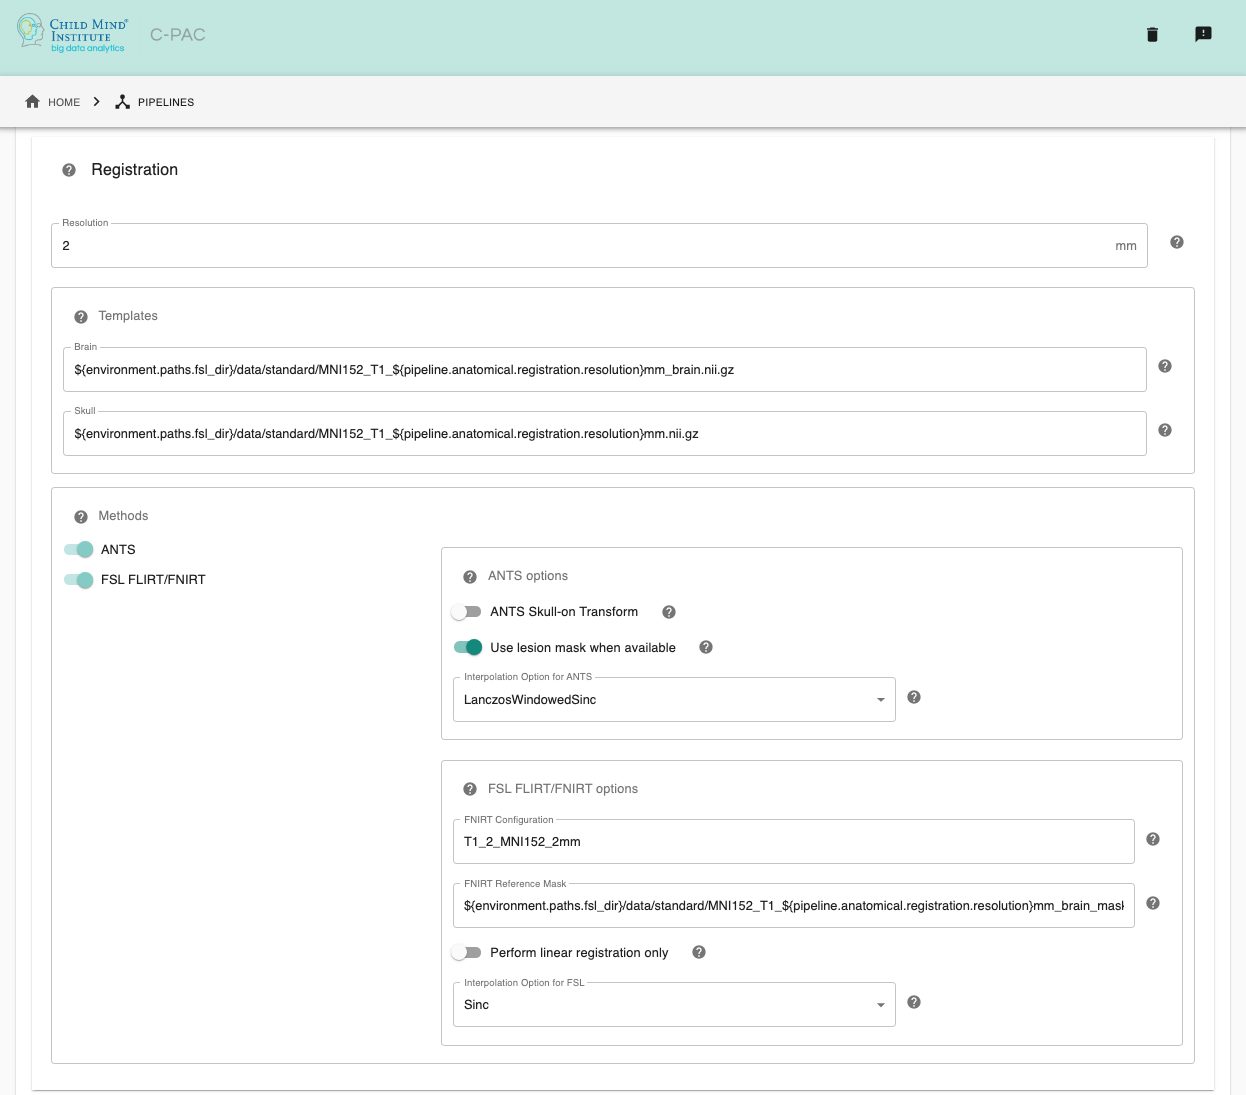 CHILD MIND®
INSTITUTE
big data analytics
C-PAC
HOME
PIPELINES
Registration
Resolution
2
mm
Templates
Brain
${environment.paths.fsl_dir}/data/standard/MNI152_T1_${pipeline.anatomical.registration.resolution}mm_brain.nii.gz
Skull
${environment.paths.fsl_dir}/data/standard/MNI152_T1_${pipeline.anatomical.registration.resolution}mm.nii.gz
Methods
ANTS
FSL FLIRT/FNIRT
ANTS options
ANTS Skull-on Transform
Use lesion mask when available
Interpolation Option for ANTS
LanczosWindowedSinc
FSL FLIRT/FNIRT options
FNIRT Configuration
T1_2_MNI152_2mm
FNIRT Reference Mask
${environment.paths.fsl_dir}/data/standard/MNI152_T1_${pipeline.anatomical.registration.resolution}mm_brain_mask
Perform linear registration only
Interpolation Option for FSL
Sinc